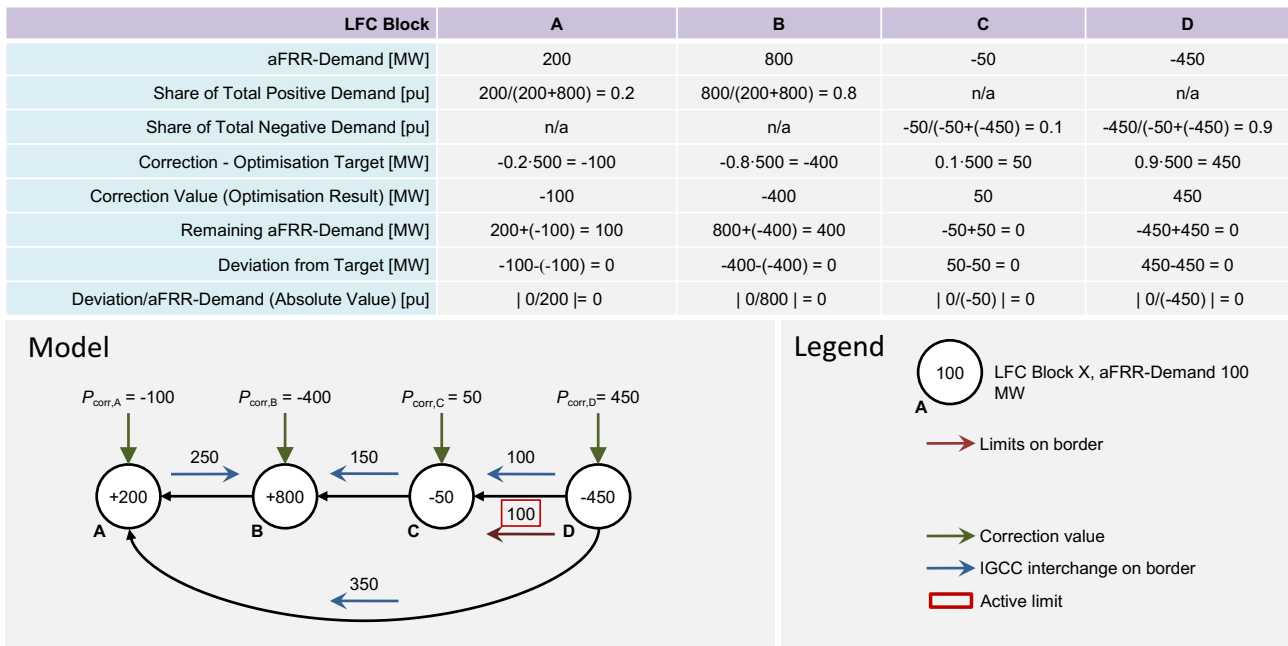 LFC Block A B C D
aFRR-Demand [MW] 200 800 -50 -450
Share of Total Positive Demand [pu] 200/(200+800) = 0.2 800/(200+800) = 0.8 n/a n/a
Share of Total Negative Demand [pu] n/a n/a -50/(-50+(-450) = 0.1 -450/(-50+(-450) = 0.9
Correction - Optimisation Target [MW] -0.2·500 = -100 -0.8·500 = -400 0.1·500 = 50 0.9·500 = 450
Correction Value (Optimisation Result) [MW] -100 -400 50 450
Remaining aFRR-Demand [MW] 200+(-100) = 100 800+(-400) = 400 -50+50 = 0 -450+450 = 0
Deviation from Target [MW] -100-(-100) = 0 -400-(-400) = 0 50-50 = 0 450-450 = 0
Deviation/aFRR-Demand (Absolute Value) [pu] | 0/200 |= 0 | 0/800 | = 0 | 0/(-50) | = 0 | 0/(-450) | = 0
Model
Pcorr,A = -100 Pcorr,B = -400 Pcorr,C = 50 Pcorr,D = 450
250 150 100
+200 +800 -50 -450
100
A B C D
350
Legend
100
LFC Block X, aFRR-Demand 100
MW
A
Limits on border
Correction value
IGCC interchange on border
Active limit